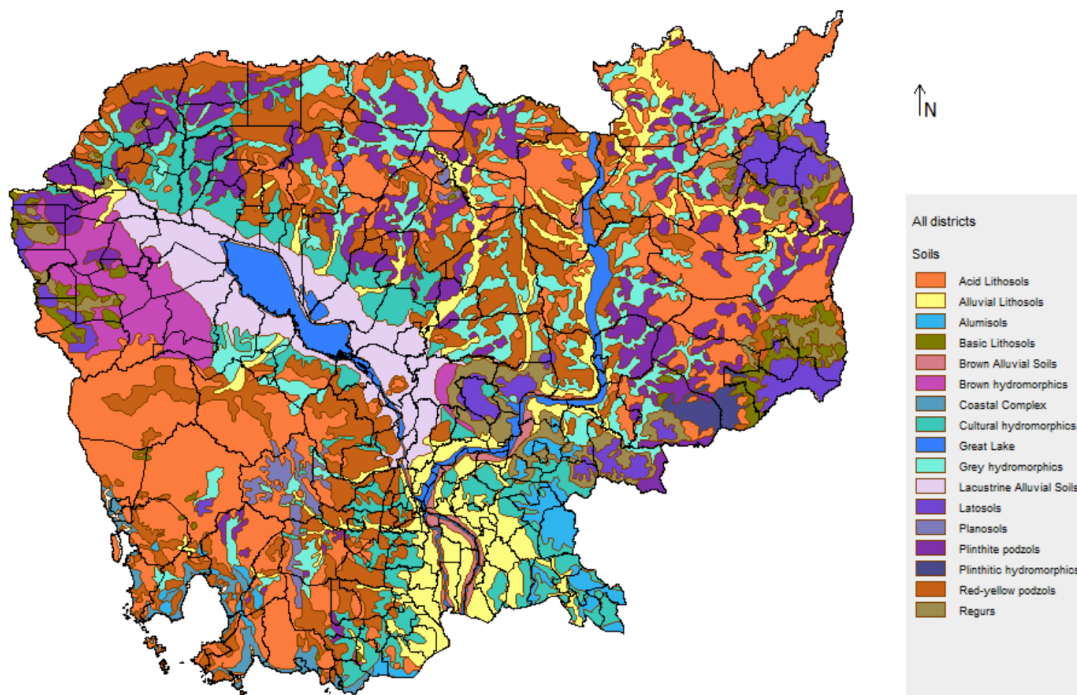 N
All districts
Soils
Acid Lithosols
Alluvial Lithosols
Alumisols
Basic Lithosols
Brown Alluvial Soils
Brown hydromorphics
Coastal Complex
Cultural hydromorphics
Great Lake
Grey hydromorphics
Lacustrine Alluvial Soils
Latosols
Planosols
Plinthite podzols
Plinthitic hydromorphics
Red-yellow podzols
Regurs